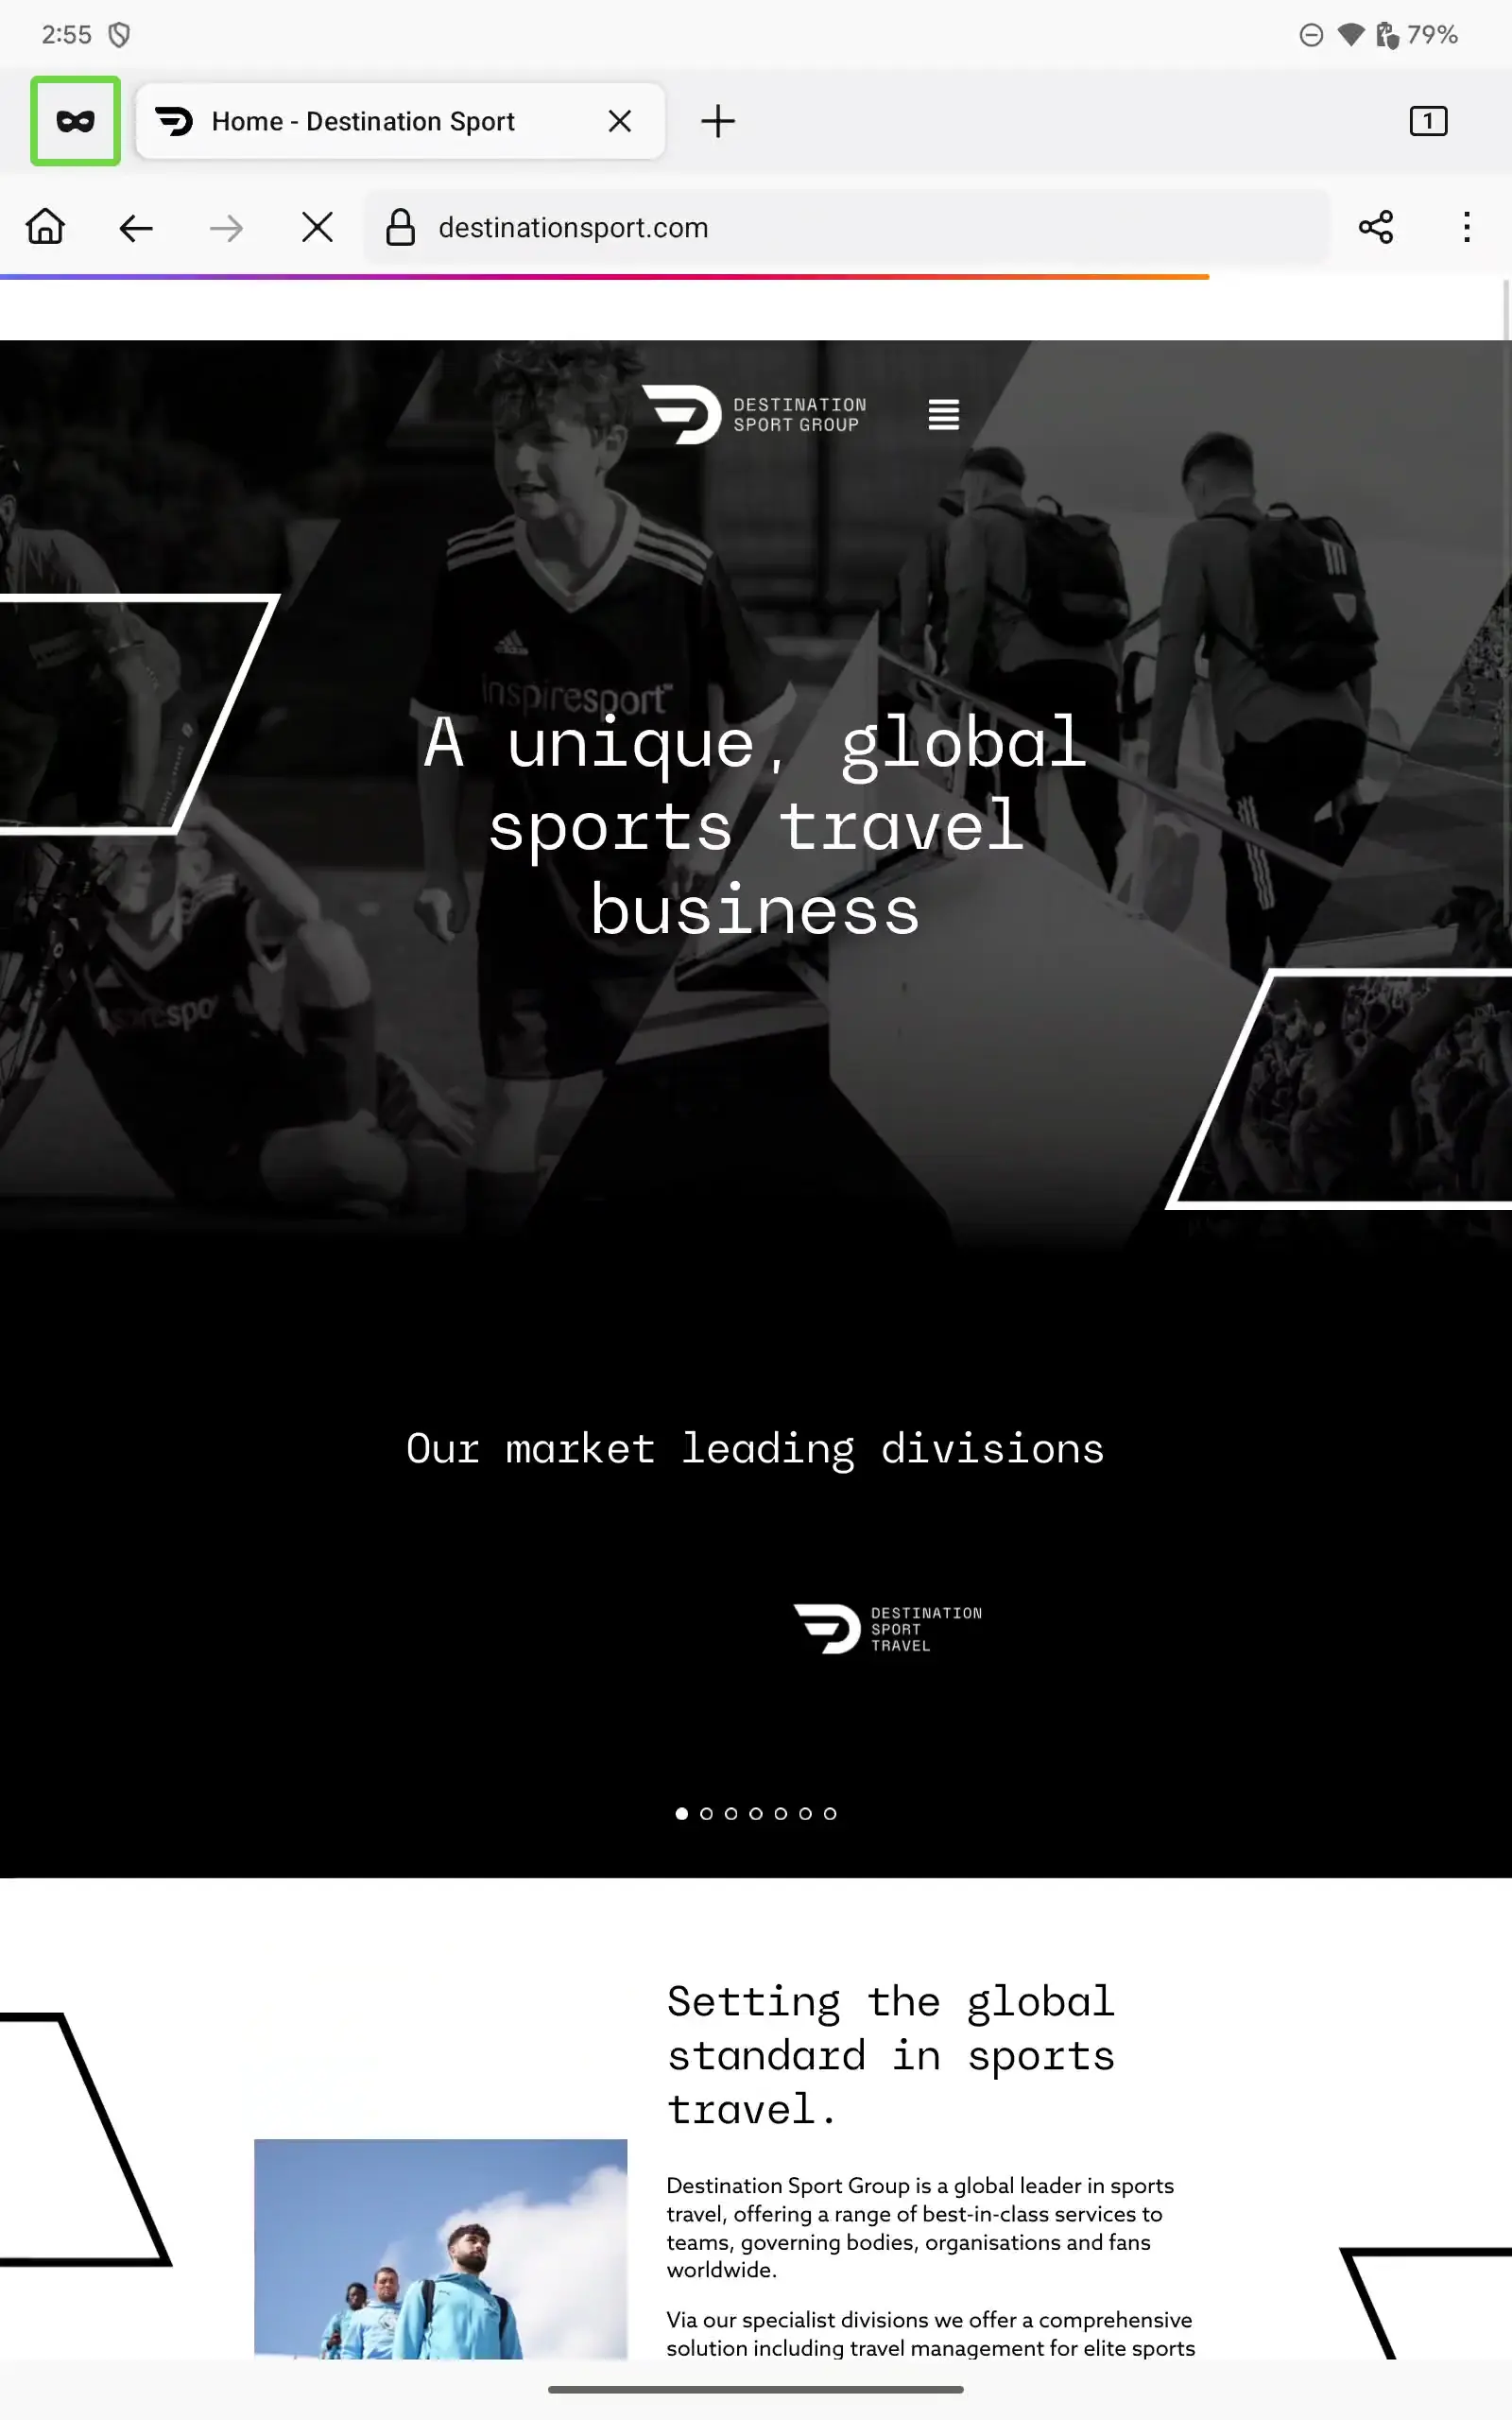 2:55
79%
Home - Destination Sport
1
destinationsport.com
DESTINATION
SPORT GROUP
inspiresport
A unique, global
sports travel
business
Our market leading divisions
DESTINATION
SPORT
TRAVEL
Setting the global
standard in sports
travel.
Destination Sport Group is a global leader in sports
travel, offering a range of best-in-class services to
teams, governing bodies, organisations and fans
worldwide.
Via our specialist divisions we offer a comprehensive
solution including travel management for elite sports